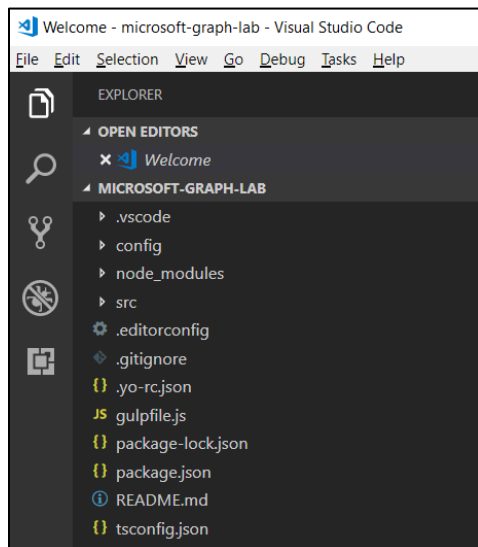 Welcome - microsoft-graph-lab - Visual Studio Code
File Edit Selection View Go Debug Tasks Help
EXPLORER
OPEN EDITORS
Welcome
MICROSOFT-GRAPH-LAB
.vscode
config
node_modules
src
.editorconfig
.gitignore
{} .yo-rc.json
JS gulpfile.js
{} package-lock.json
{} package.json
README.md
{} tsconfig.json